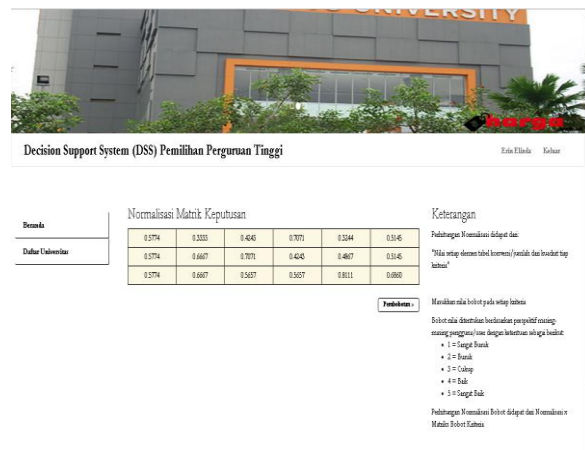 UNIVERSITY
harga
Decision Support System (DSS) Pemilihan Perguruan Tinggi
Erin Ellinda Keluar
Beranda
Daftar Universitas
Normalisasi Matrik Keputusan
0.5774 0.3333 0.4243 0.7071 0.3244 0.5145
0.5774 0.6667 0.7071 0.4243 0.4867 0.5145
0.5774 0.6667 0.5657 0.5657 0.8111 0.6860
Pembobotan »
Keterangan
Perhitungan Normalisasi didapat dari:
"Nilai setiap elemen tabel konversi/jumlah dari kuadrat tiap
kriteria"
Masukkan nilai bobot pada setiap kriteria
Bobot nilai ditentukan berdasarkan perspektif masing-
masing pengguna/user dengan ketentuan sebagai berikut:
• 1 = Sangat Buruk
• 2 = Buruk
• 3 = Cukup
• 4 = Baik
• 5 = Sangat Baik
Perhitungan Normalisasi Bobot didapat dari Normalisasi x
Matriks Bobot Kriteria